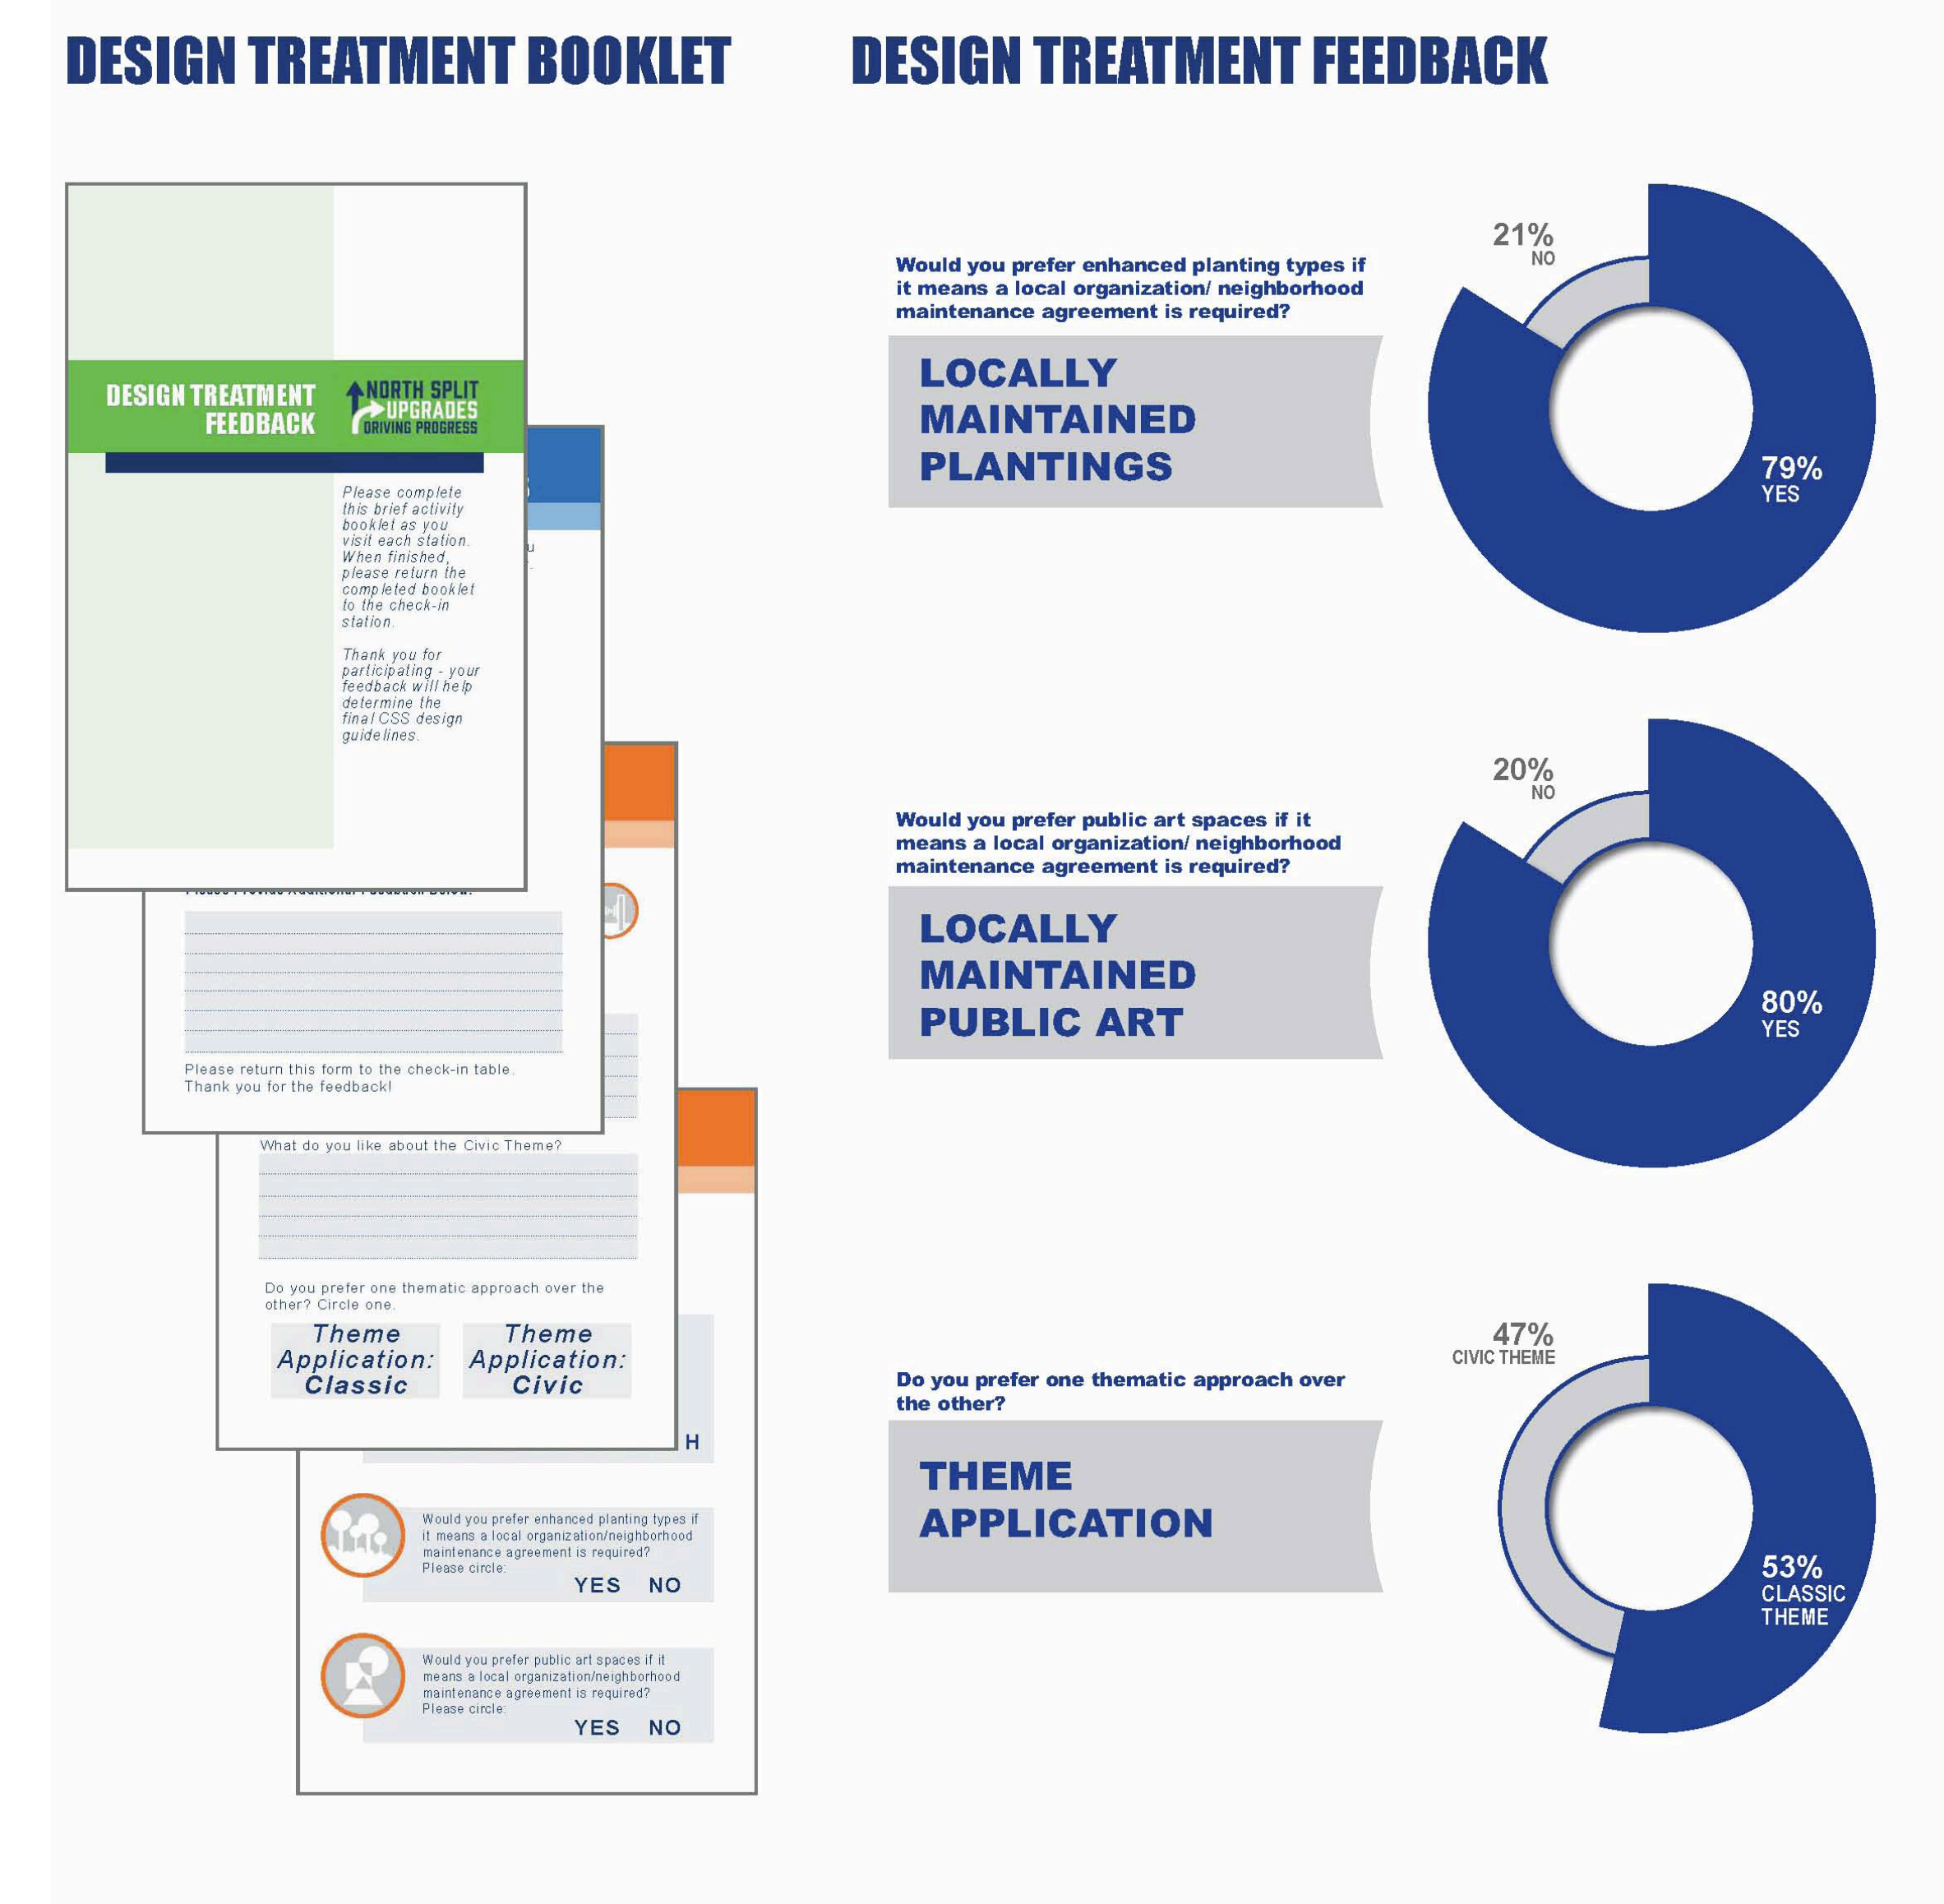 DESIGN TREATMENT BOOKLET
DESIGN TREATMENT
FEEDBACK
NORTH SPLIT
UPGRADES
DRIVING PROGRESS
Please complete
this brief activity
booklet as you
visit each station.
When finished,
please return the
completed booklet
to the check-in
station.
Thank you for
participating - your
feedback will help
determine the
final CSS design
guidelines.
Please return this form to the check-in table.
Thank you for the feedback!
What do you like about the Civic Theme?
Do you prefer one thematic approach over the
other? Circle one.
Theme
Application:
Classic
Theme
Application:
Civic
H
Would you prefer enhanced planting types if
it means a local organization/neighborhood
maintenance agreement is required?
Please circle:
YES NO
Would you prefer public art spaces if it
means a local organization/neighborhood
maintenance agreement is required?
Please circle:
YES NO
DESIGN TREATMENT FEEDBACK
Would you prefer enhanced planting types if
it means a local organization/ neighborhood
maintenance agreement is required?
LOCALLY
MAINTAINED
PLANTINGS
21%
NO
79%
YES
Would you prefer public art spaces if it
means a local organization/ neighborhood
maintenance agreement is required?
LOCALLY
MAINTAINED
PUBLIC ART
20%
NO
80%
YES
Do you prefer one thematic approach over
the other?
THEME
APPLICATION
47%
CIVIC THEME
53%
CLASSIC
THEME